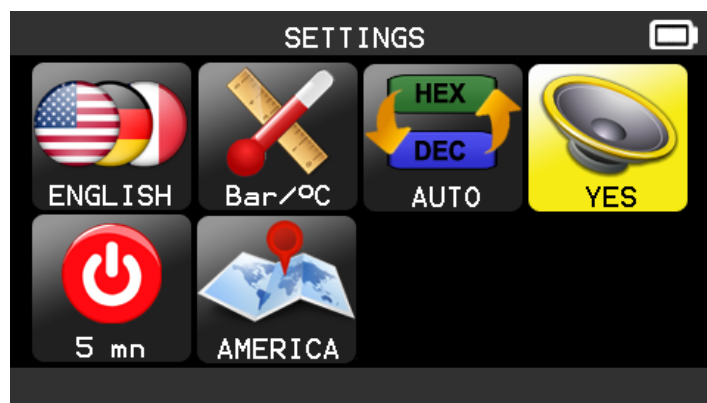 SETTINGS
HEX
DEC
ENGLISH Bar/ºC AUTO YES
5 mn AMERICA